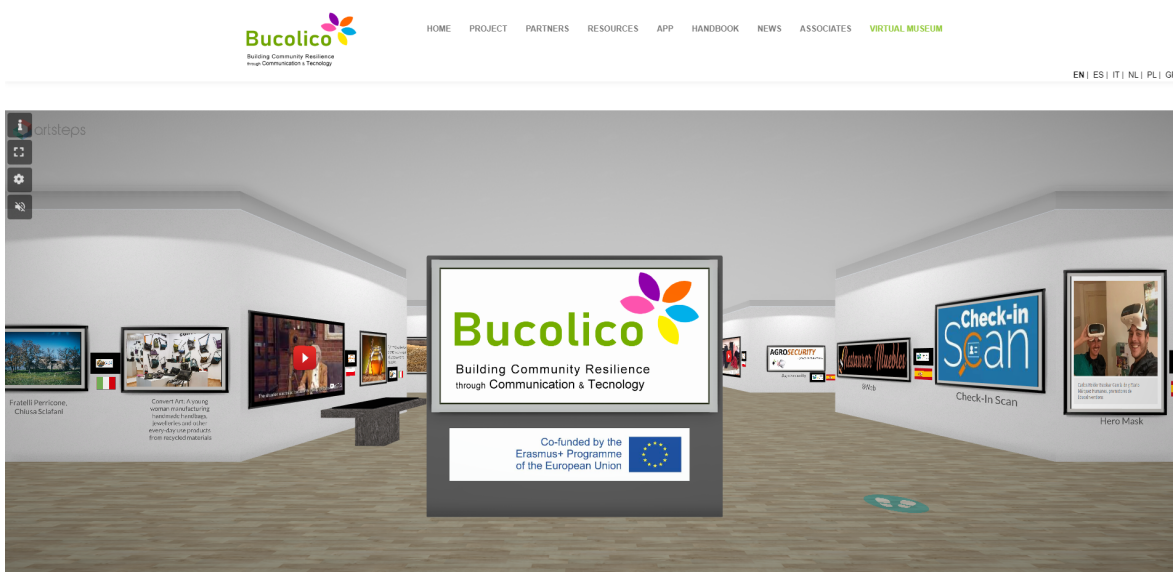 Bucolico
Building Community Resilience
through Communication & Tecnology
HOME PROJECT PARTNERS RESOURCES APP HANDBOOK NEWS ASSOCIATES VIRTUAL MUSEUM
EN | ES | IT | NL | PL |
artsteps
Fratelli Perricone,
Chiusa Sclafani
Convert Art. A young
woman manufacturing
handmade handbags,
jewelleries and other
every-day use products
from recycled materials
Bucolico
Building Community Resilience
through Communication & Tecnology
Co-funded by the
Erasmus+ Programme
of the European Union
AGROSECURITY
Restaurar Muebles
Check-in
Scan
Check-In Scan
Hero Mask